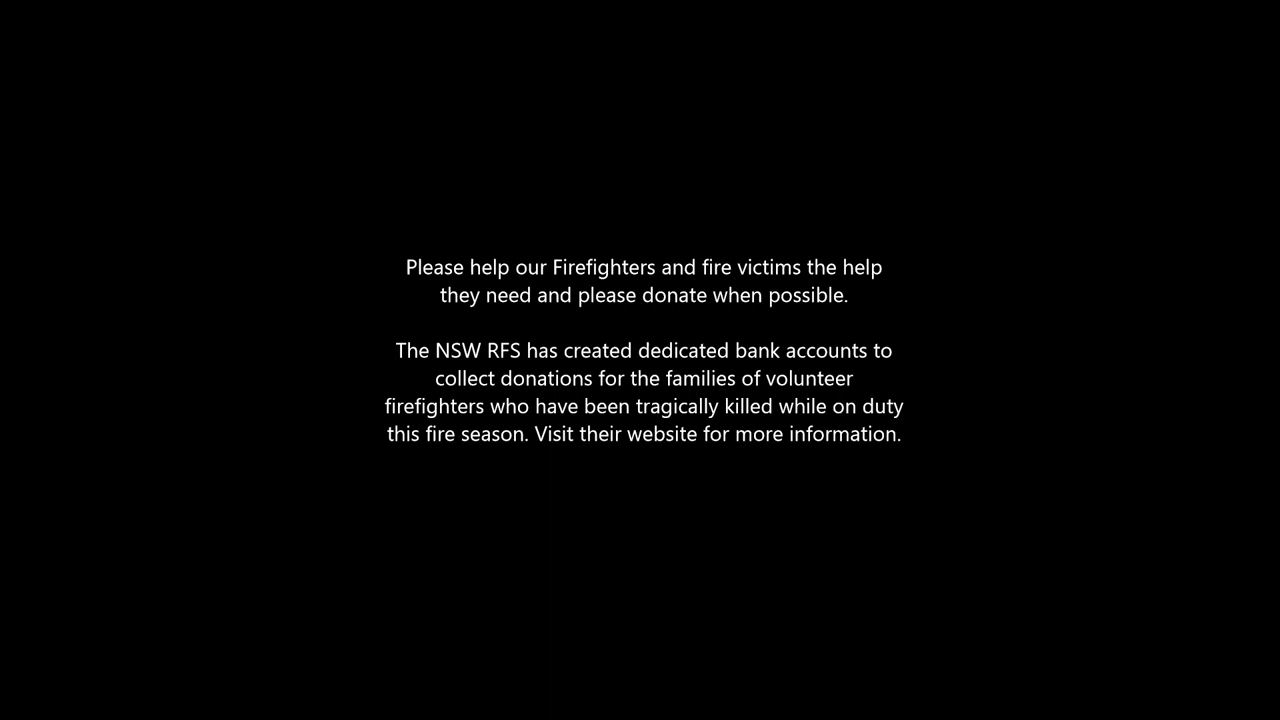 Please help our Firefighters and fire victims the help
they need and please donate when possible.
The NSW RFS has created dedicated bank accounts to
collect donations for the families of volunteer
firefighters who have been tragically killed while on duty
this fire season. Visit their website for more information.